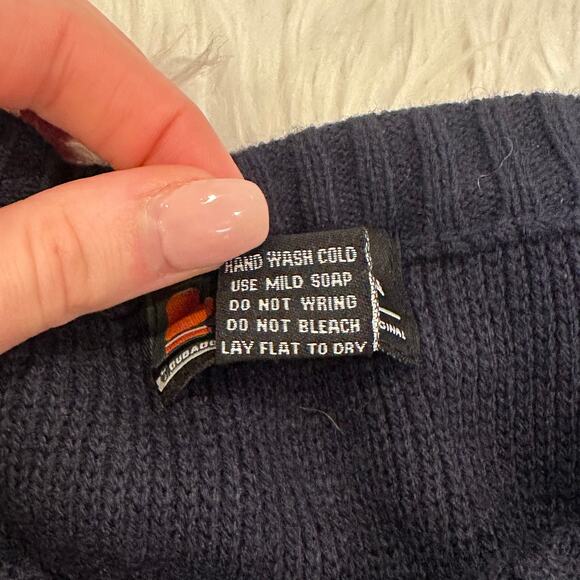 HAND WASH COLD
USE MILD SOAP
DO NOT WRING
DO NOT BLEACH
LAY FLAT TO DRY